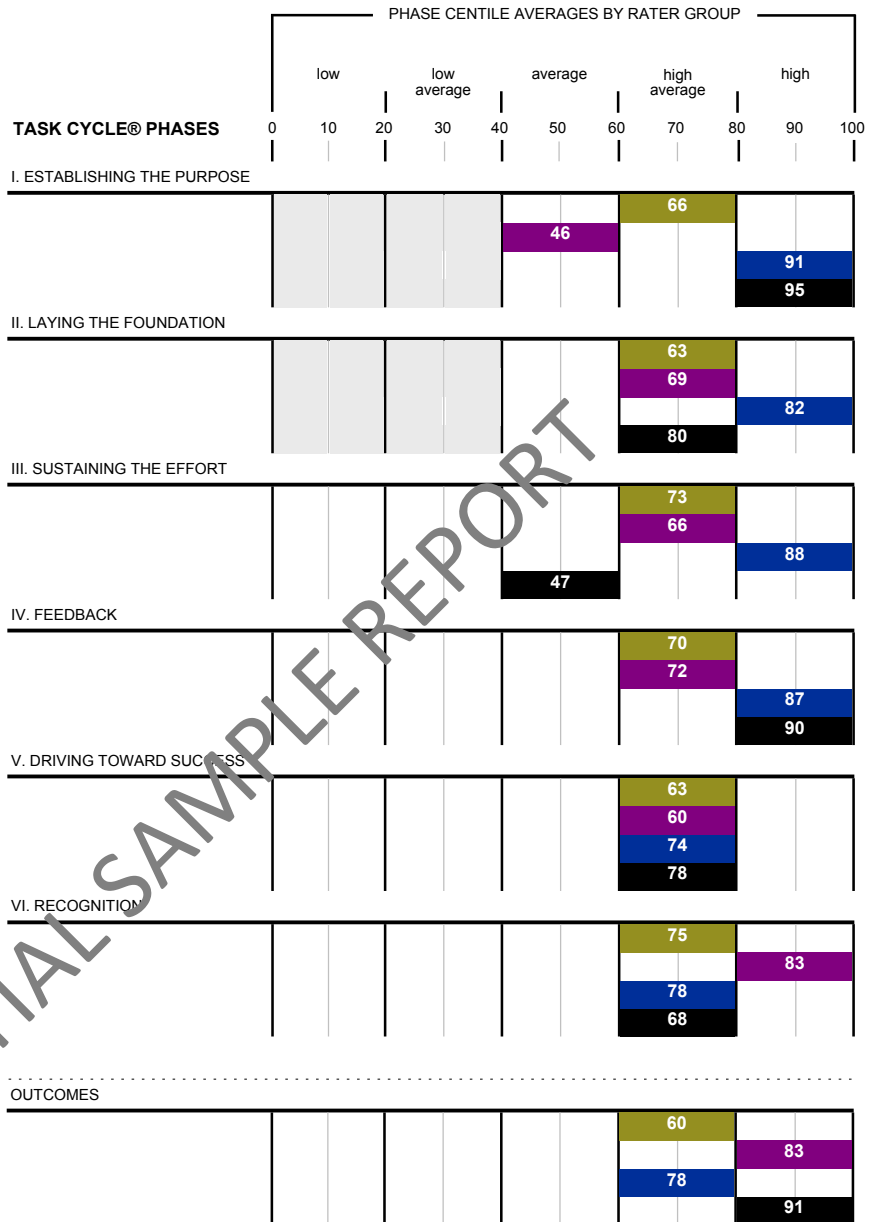 PHASE CENTILE AVERAGES BY RATER GROUP
low low average high high
average average
TASK CYCLE® PHASES 0 10 20 30 40 50 60 70 80 90 100
I. ESTABLISHING THE PURPOSE
66
46
91
95
II. LAYING THE FOUNDATION
63
69
82
80
III. SUSTAINING THE EFFORT
73
66
88
47
IV. FEEDBACK
70
72
87
90
V. DRIVING TOWARD
63
60
74
78
VI. RECOGNITION
75
83
78
68
OUTCOMES
60
83
78
91
SAMPLE REPORT